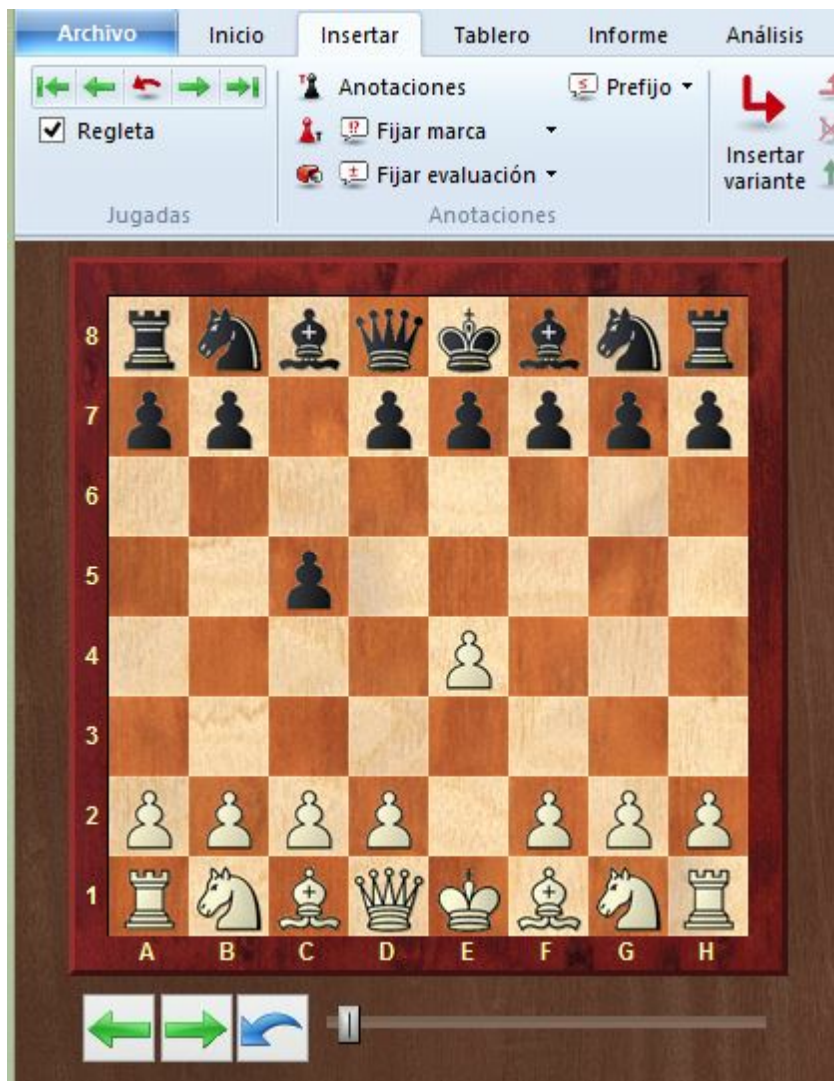 Archivo Inicio Insertar Tablero Informe Análisis
Anotaciones Prefijo
Regleta Fijar marca
Fijar evaluación
Insertar
variante
Jugadas Anotaciones
8
7
6
5
4
3
2
1
A B C D E F G H